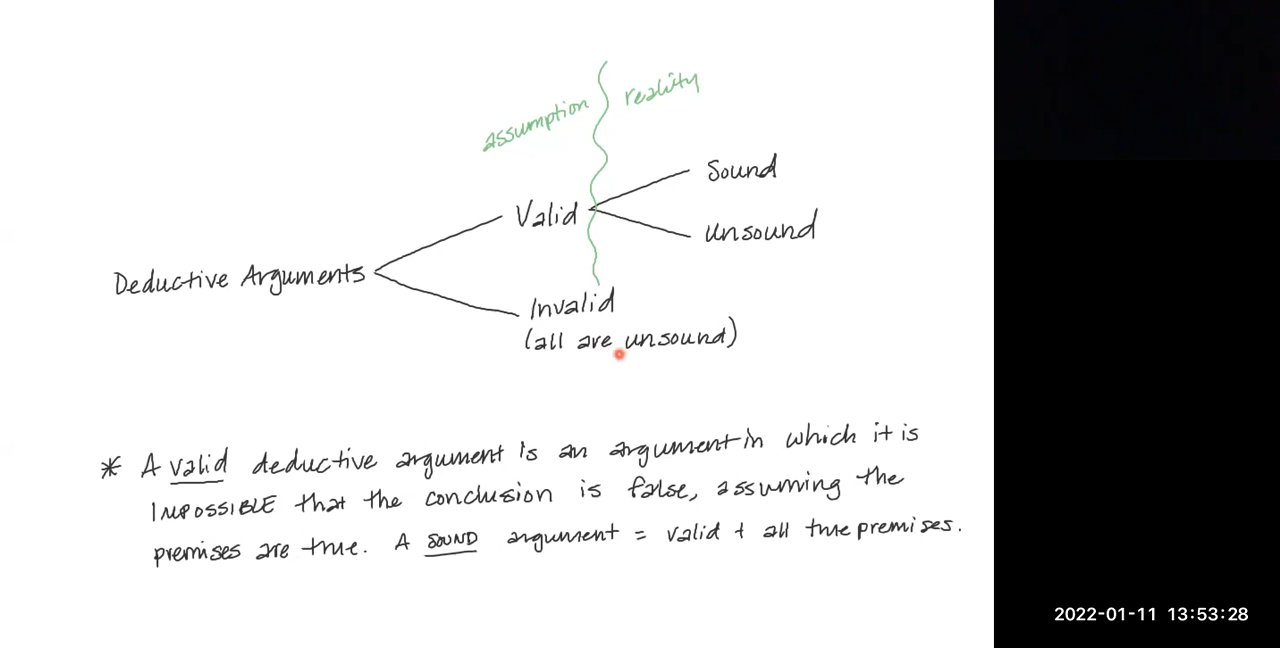 assumption reality
Sound
Valid
unsound
Deductive Arguments
Invalid
(all are unsound)
* A valid deductive argument is an argument in which it is
IMPOSSIBLE that the conclusion is false, assuming the
premises are true. A SOUND argument = valid + all true premises.
2022-01-11 13:53:28